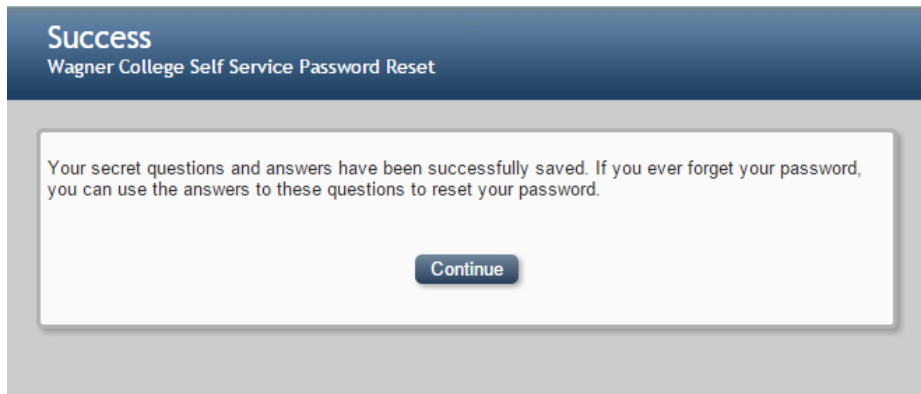 Success
Wagner College Self Service Password Reset
Your secret questions and answers have been successfully saved. If you ever forget your password,
you can use the answers to these questions to reset your password.
Continue